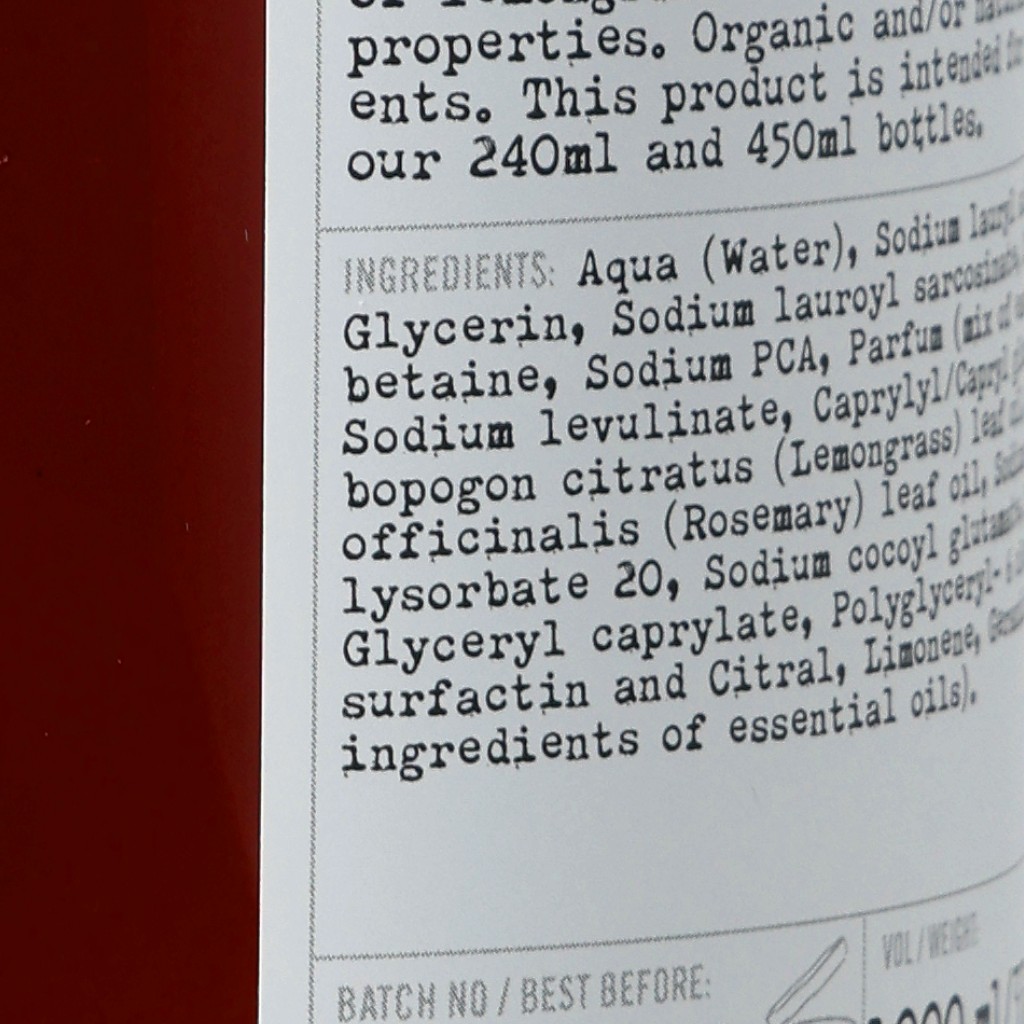 properties. Organic and/or
ents. This product is intended
our 240ml and 450ml bottles.
INGREDIENTS: Aqua (Water), Sodium lauryl
Glycerin, Sodium lauroyl sarcosinate
betaine, Sodium PCA, Parfum (mix of
Sodium levulinate, Caprylyl/Capryl
bopogon citratus (Lemongrass) leaf
officinalis (Rosemary) leaf oil,
lysorbate 20, Sodium cocoyl
Glyceryl caprylate, Polyglyceryl-
surfactin and Citral, Limonene,
ingredients of essential oils).
BATCH NO / BEST BEFORE:
VOL / WEIGHT: